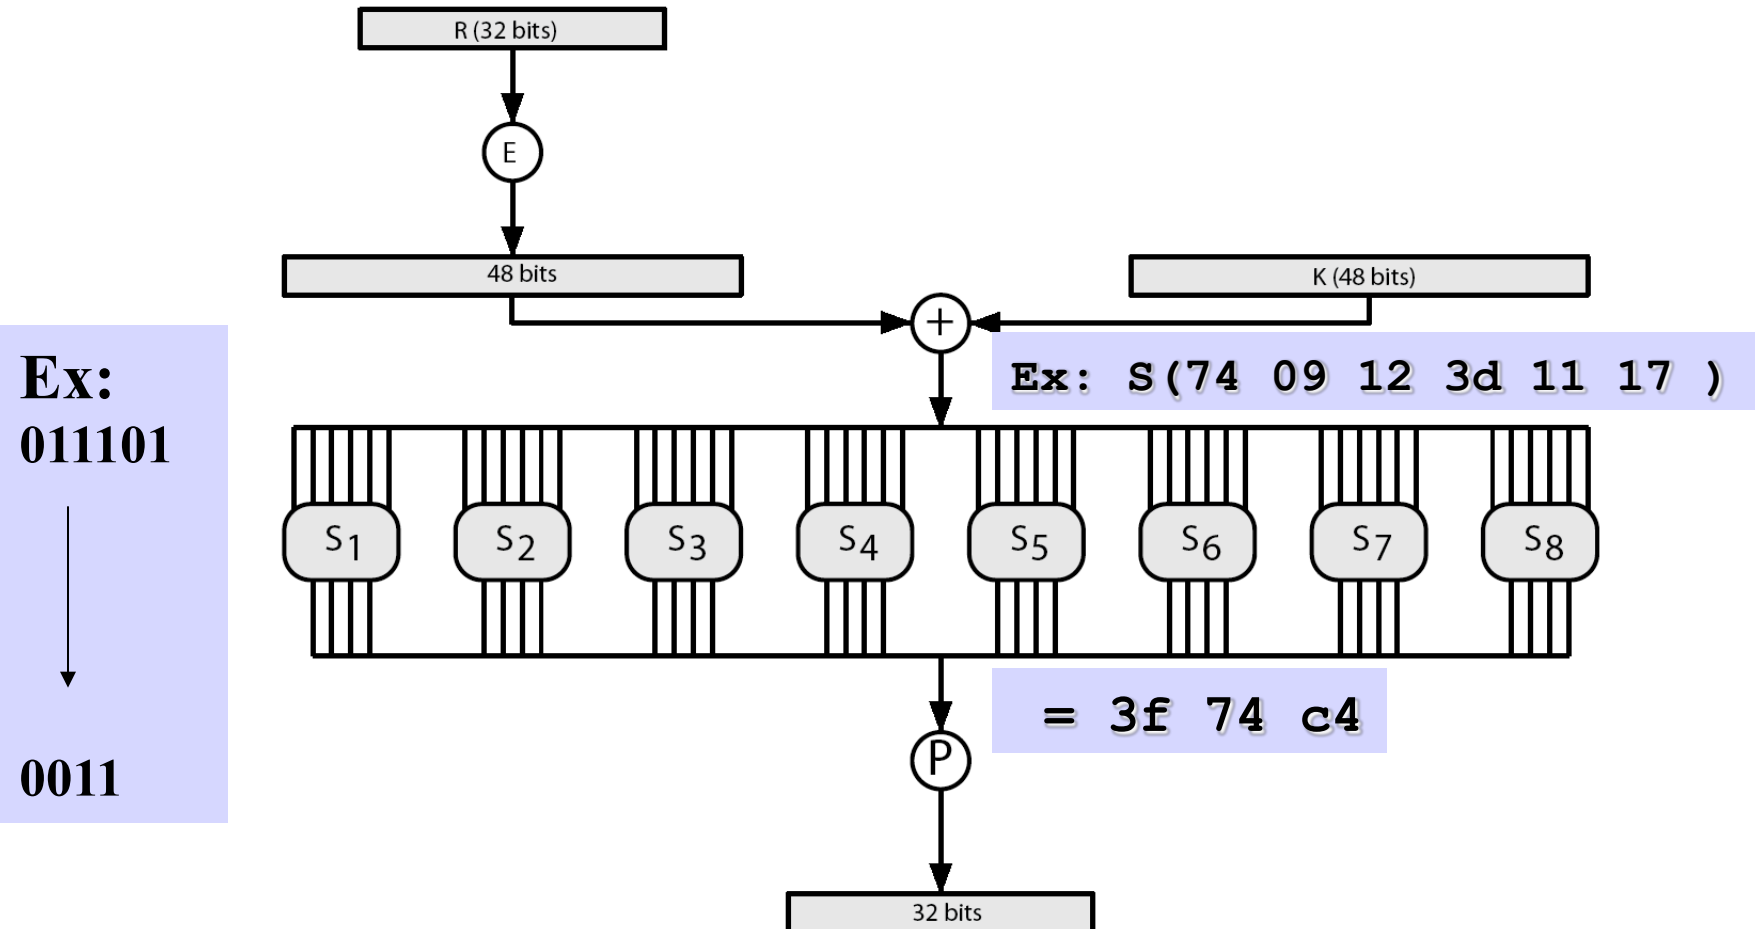 R (32 bits)
E
48 bits
K (48 bits)
+
Ex: S(74 09 12 3d 11 17 )
Ex:
011101
0011
S1 S2 S3 S4 S5 S6 S7 S8
= 3f 74 c4
P
32 bits